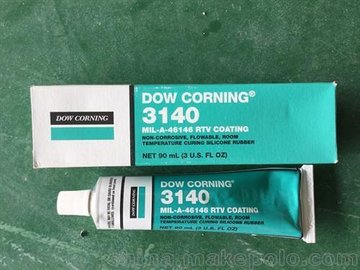 DOW CORNING
DOW CORNING®
3140
MIL-A-46146 RTV COATING
NON-CORROSIVE, FLOWABLE, ROOM
TEMPERATURE CURING SILICONE RUBBER
NET 90 mL (3 U.S. FL OZ)
DOW CORNING
DOW CORNING®
3140
MIL-A-46146 RTV COATING
NON-CORROSIVE, FLOWABLE, ROOM
TEMPERATURE CURING SILICONE RUBBER
NET 90 mL (3 U.S. FL OZ)